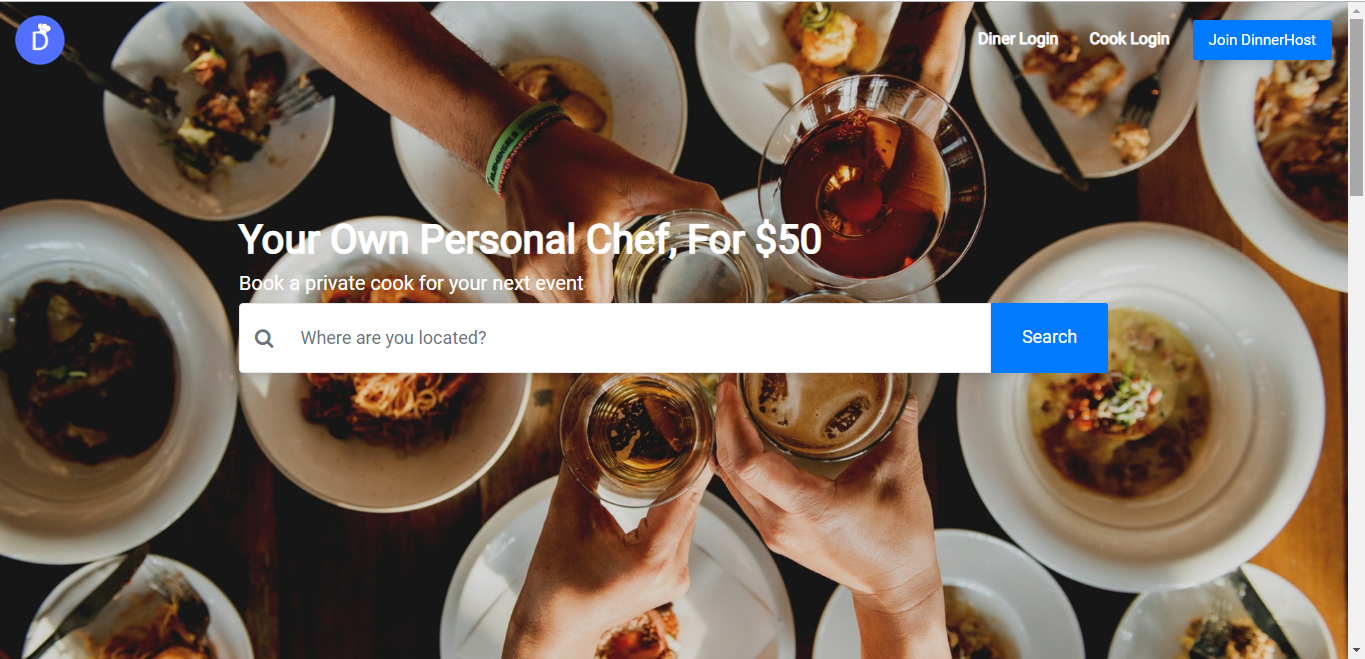 D
Diner Login
Cook Login
Join DinnerHost
Your Own Personal Chef, For $50
Book a private cook for your next event
Where are you located?
Search